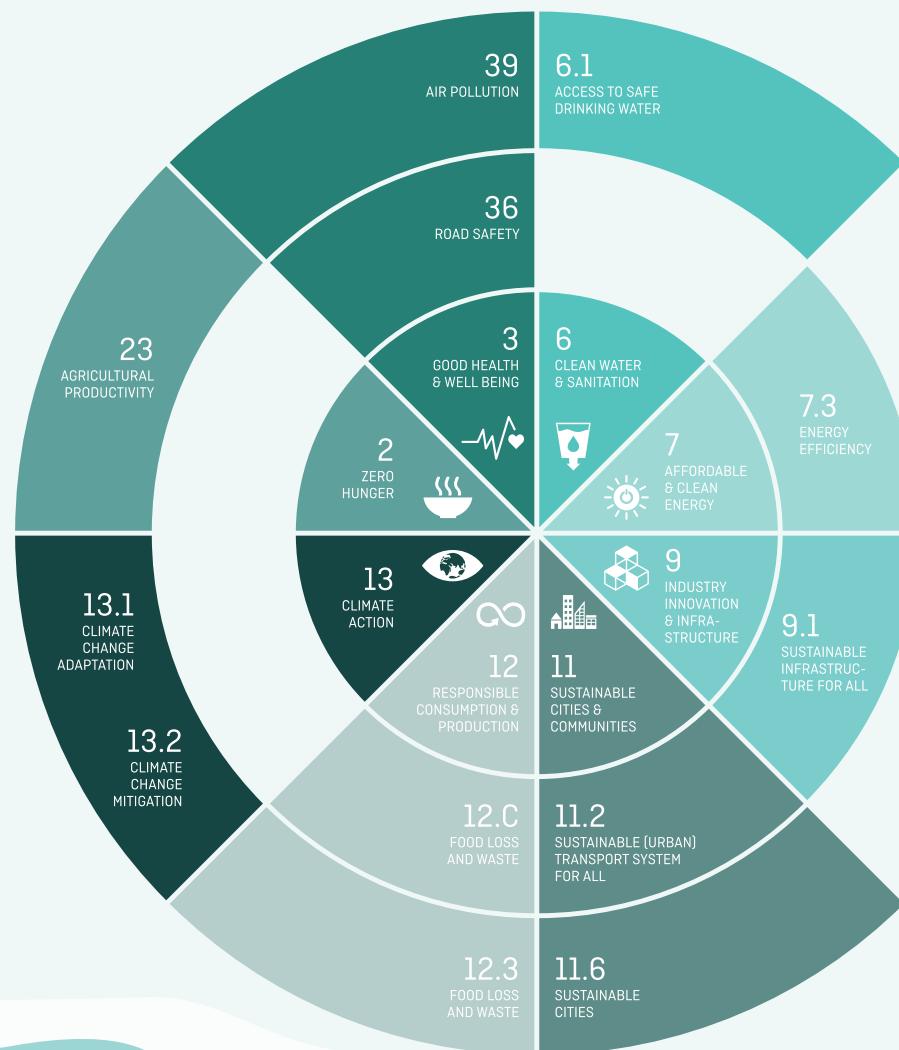 39
AIR POLLUTION
6.1
ACCESS TO SAFE
DRINKING WATER
36
ROAD SAFETY
3
GOOD HEALTH
& WELL BEING
6
CLEAN WATER
& SANITATION
23
AGRICULTURAL
PRODUCTIVITY
2
ZERO
HUNGER
7
AFFORDABLE
& CLEAN
ENERGY
7.3
ENERGY
EFFICIENCY
13
CLIMATE
ACTION
9
INDUSTRY
INNOVATION
& INFRA-
STRUCTURE
9.1
SUSTAINABLE
INFRASTRUC-
TURE FOR ALL
13.1
CLIMATE
CHANGE
ADAPTATION
13.2
CLIMATE
CHANGE
MITIGATION
12
RESPONSIBLE
CONSUMPTION &
PRODUCTION
11
SUSTAINABLE
CITIES &
COMMUNITIES
12.C
FOOD LOSS
AND WASTE
11.2
SUSTAINABLE (URBAN)
TRANSPORT SYSTEM
FOR ALL
12.3
FOOD LOSS
AND WASTE
11.6
SUSTAINABLE
CITIES